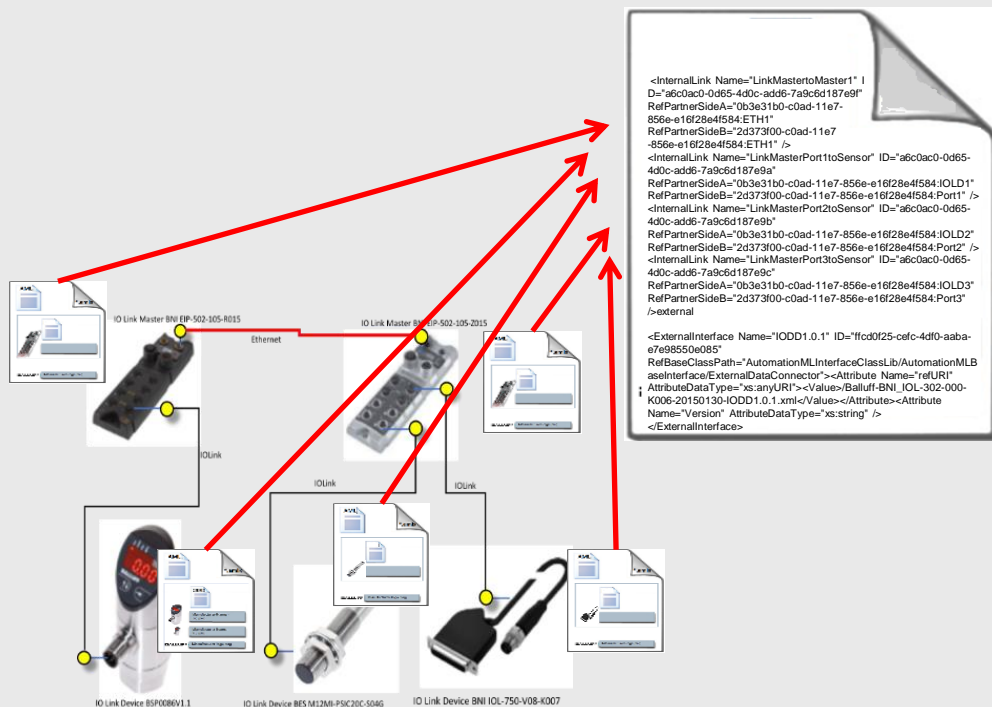 <InternalLink Name="LinkMastertoMaster1" I
D="a6c0ac0-0d65-4d0c-add6-7a9c6d187e9f"
RefPartnerSideA="0b3e31b0-c0ad-11e7-
856e-e16f28e4f584:ETH1"
RefPartnerSideB="2d373f00-c0ad-11e7
-856e-e16f28e4f584:ETH1" />
<InternalLink Name="LinkMasterPort1toSensor" ID="a6c0ac0-0d65-
4d0c-add6-7a9c6d187e9a"
RefPartnerSideA="0b3e31b0-c0ad-11e7-856e-e16f28e4f584:IOLD1"
RefPartnerSideB="2d373f00-c0ad-11e7-856e-e16f28e4f584:Port1" />
<InternalLink Name="LinkMasterPort2toSensor" ID="a6c0ac0-0d65-
4d0c-add6-7a9c6d187e9b"
RefPartnerSideA="0b3e31b0-c0ad-11e7-856e-e16f28e4f584:IOLD2"
RefPartnerSideB="2d373f00-c0ad-11e7-856e-e16f28e4f584:Port2" />
<InternalLink Name="LinkMasterPort3toSensor" ID="a6c0ac0-0d65-
4d0c-add6-7a9c6d187e9c"
RefPartnerSideA="0b3e31b0-c0ad-11e7-856e-e16f28e4f584:IOLD3"
RefPartnerSideB="2d373f00-c0ad-11e7-856e-e16f28e4f584:Port3"
/>external
<ExternalInterface Name="IODD1.0.1" ID="ffcd0f25-cefc-4df0-aaba-
e7e98550e085"
RefBaseClassPath="AutomationMLInterfaceClassLib/AutomationMLB
aseInterface/ExternalDataConnector"><Attribute Name="refURI"
AttributeDataType="xs:anyURI"><Value>/Balluff-BNI_IOL-302-000-
K006-20150130-IODD1.0.1.xml</Value></Attribute><Attribute
Name="Version" AttributeDataType="xs:string" />
</ExternalInterface>
AML
IO Link Master BNI EIP-502-105-R015
IO Link Master BNI EIP-502-105-Z015
Ethernet
IOLink
IOLink
IOLink
0.00
AML
AML
AML
IO Link Device BSP0086V1.1
IO Link Device BES M12MI-PSIC20C-S04G
IO Link Device BNI IOL-750-V08-K007